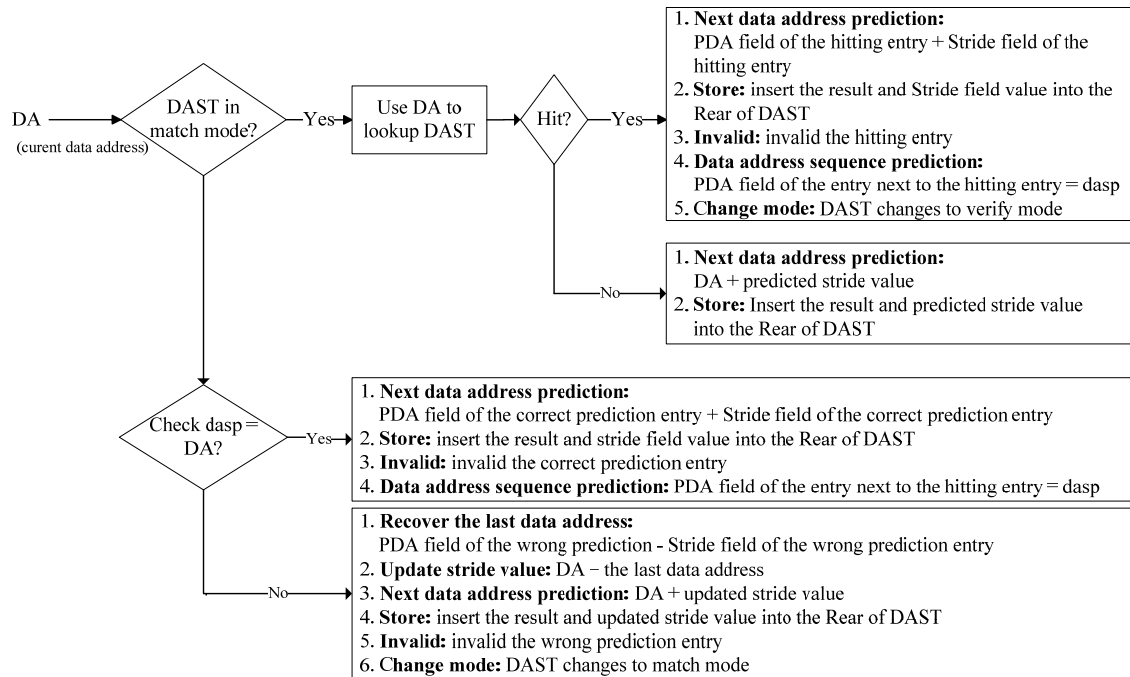 DA
(curent data address)
DAST in
match mode?
Yes
Use DA to
lookup DAST
Hit?
Yes
1. Next data address prediction:
PDA field of the hitting entry + Stride field of the
hitting entry
2. Store: insert the result and Stride field value into the
Rear of DAST
3. Invalid: invalid the hitting entry
4. Data address sequence prediction:
PDA field of the entry next to the hitting entry = dasp
5. Change mode: DAST changes to verify mode
No
1. Next data address prediction:
DA + predicted stride value
2. Store: Insert the result and predicted stride value
into the Rear of DAST
Check dasp =
DA?
Yes
1. Next data address prediction:
PDA field of the correct prediction entry + Stride field of the correct prediction entry
2. Store: insert the result and stride field value into the Rear of DAST
3. Invalid: invalid the correct prediction entry
4. Data address sequence prediction: PDA field of the entry next to the hitting entry = dasp
No
1. Recover the last data address:
PDA field of the wrong prediction - Stride field of the wrong prediction entry
2. Update stride value: DA – the last data address
3. Next data address prediction: DA + updated stride value
4. Store: insert the result and updated stride value into the Rear of DAST
5. Invalid: invalid the wrong prediction entry
6. Change mode: DAST changes to match mode